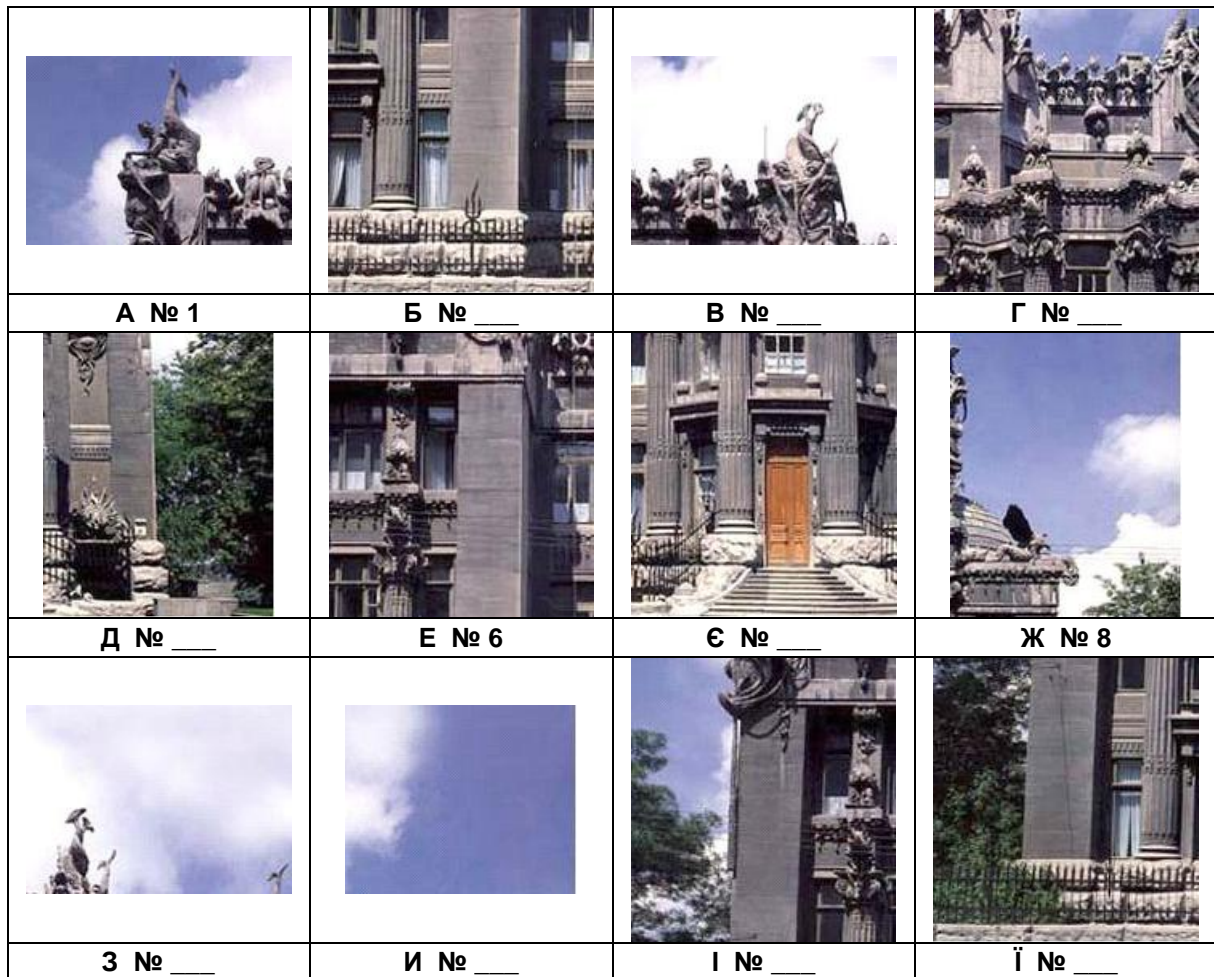 А № 1 Б № ___ В № ___ Г № ___
Д № ___ Е № 6 Є № ___ Ж № 8
З № ___ И № ___ І № ___ Ї № ___